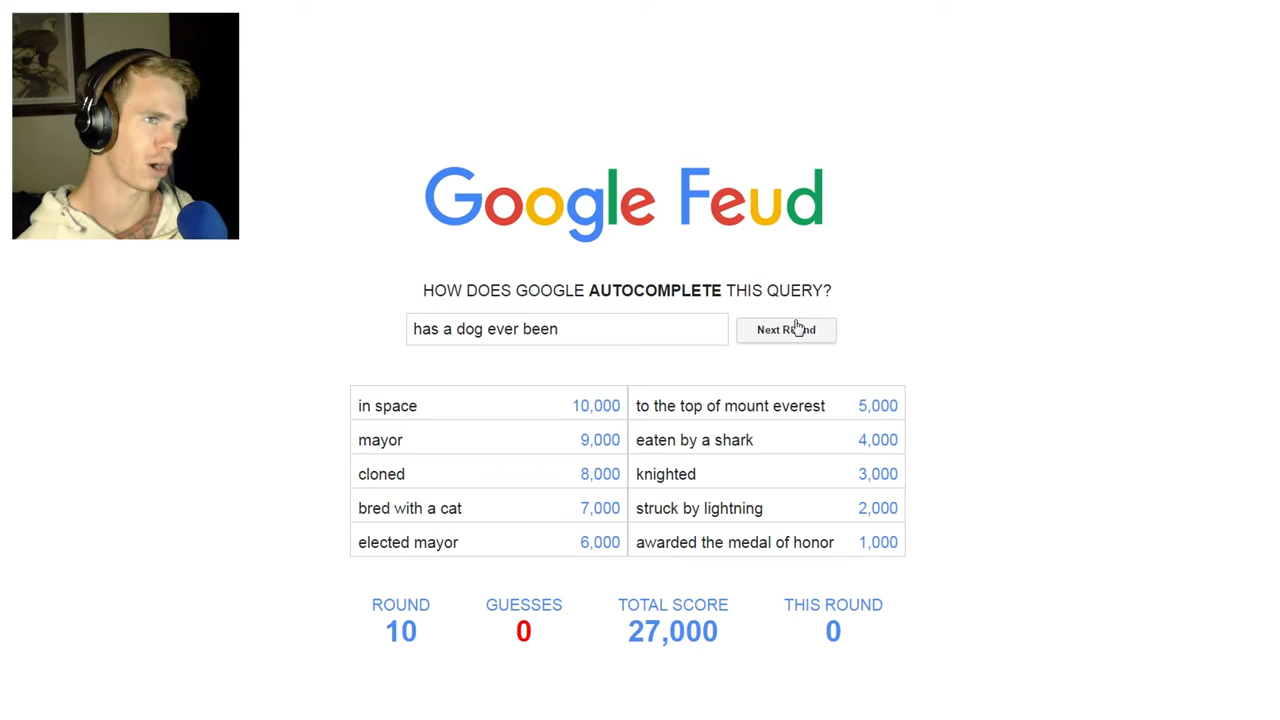 Google Feud
HOW DOES GOOGLE AUTOCOMPLETE THIS QUERY?
has a dog ever been
Next Round
in space 10,000 to the top of mount everest 5,000
mayor 9,000 eaten by a shark 4,000
cloned 8,000 knighted 3,000
bred with a cat 7,000 struck by lightning 2,000
elected mayor 6,000 awarded the medal of honor 1,000
ROUND GUESSES TOTAL SCORE THIS ROUND
10 0 27,000 0